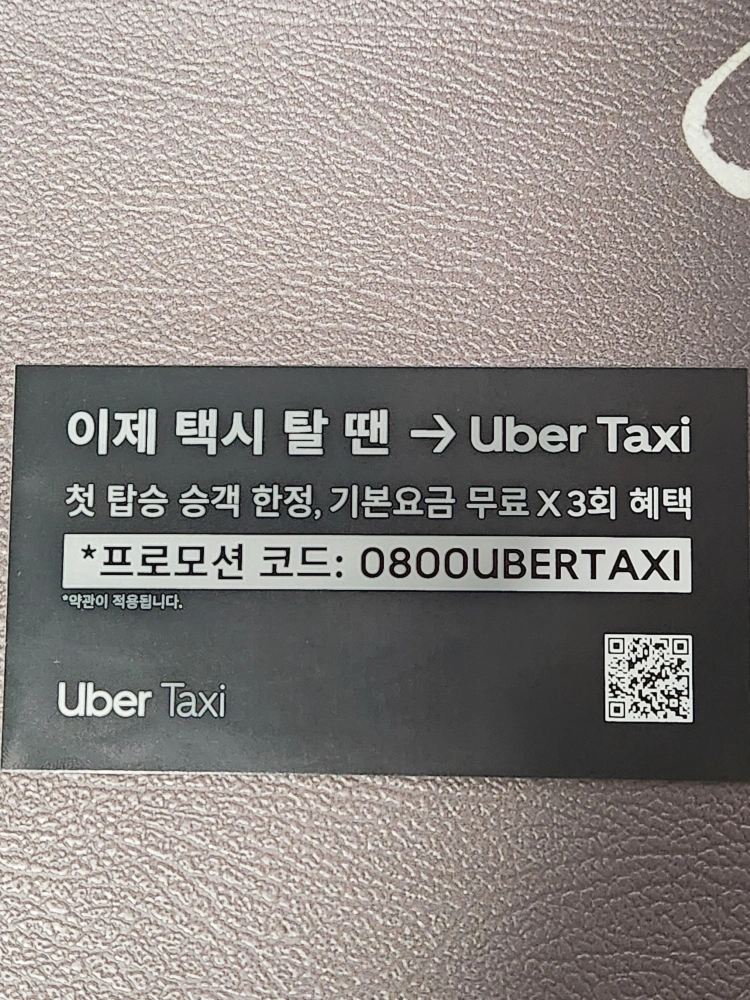 이제 택시 탈 땐 → Uber Taxi
첫 탑승 승객 한정, 기본요금 무료 X 3회 혜택
*프로모션 코드: 0800UBERTAXI
*약관이 적용됩니다.
Uber Taxi